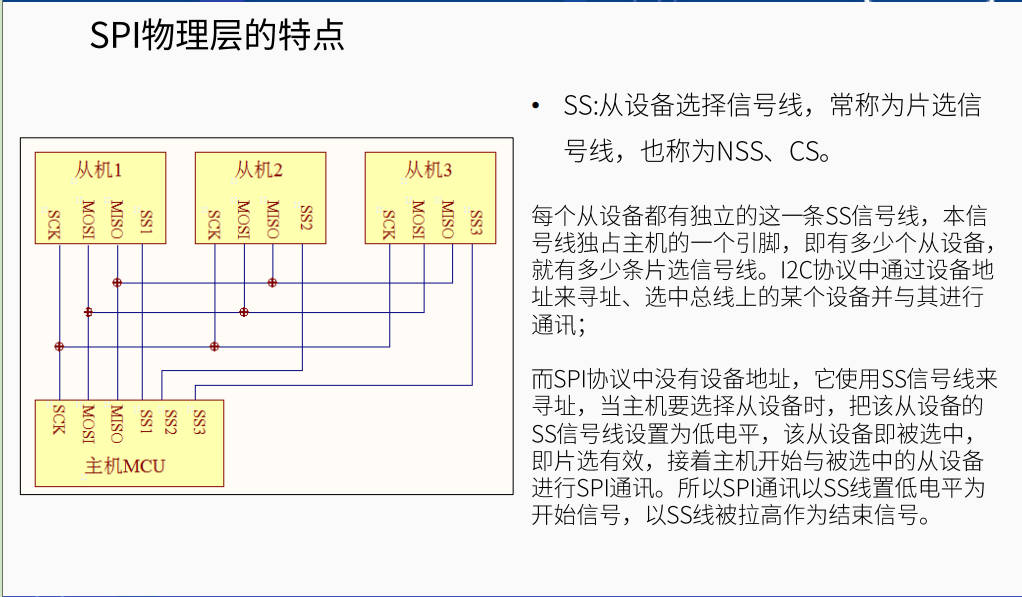 SPI物理层的特点
• SS:从设备选择信号线，常称为片选信
号线，也称为NSS、CS。
每个从设备都有独立的这一条SS信号线，本信
号线独占主机的一个引脚，即有多少个从设备，
就有多少条片选信号线。I2C协议中通过设备地
址来寻址、选中总线上的某个设备并与其进行
通讯；
而SPI协议中没有设备地址，它使用SS信号线来
寻址，当主机要选择从设备时，把该从设备的
SS信号线设置为低电平，该从设备即被选中，
即片选有效，接着主机开始与被选中的从设备
进行SPI通讯。所以SPI通讯以SS线置低电平为
开始信号，以SS线被拉高作为结束信号。
从机1
SCK MOSI MISO SS1
从机2
SCK MOSI MISO SS2
从机3
SCK MOSI MISO SS3
SCK MOSI MISO SS1 SS2 SS3
主机MCU